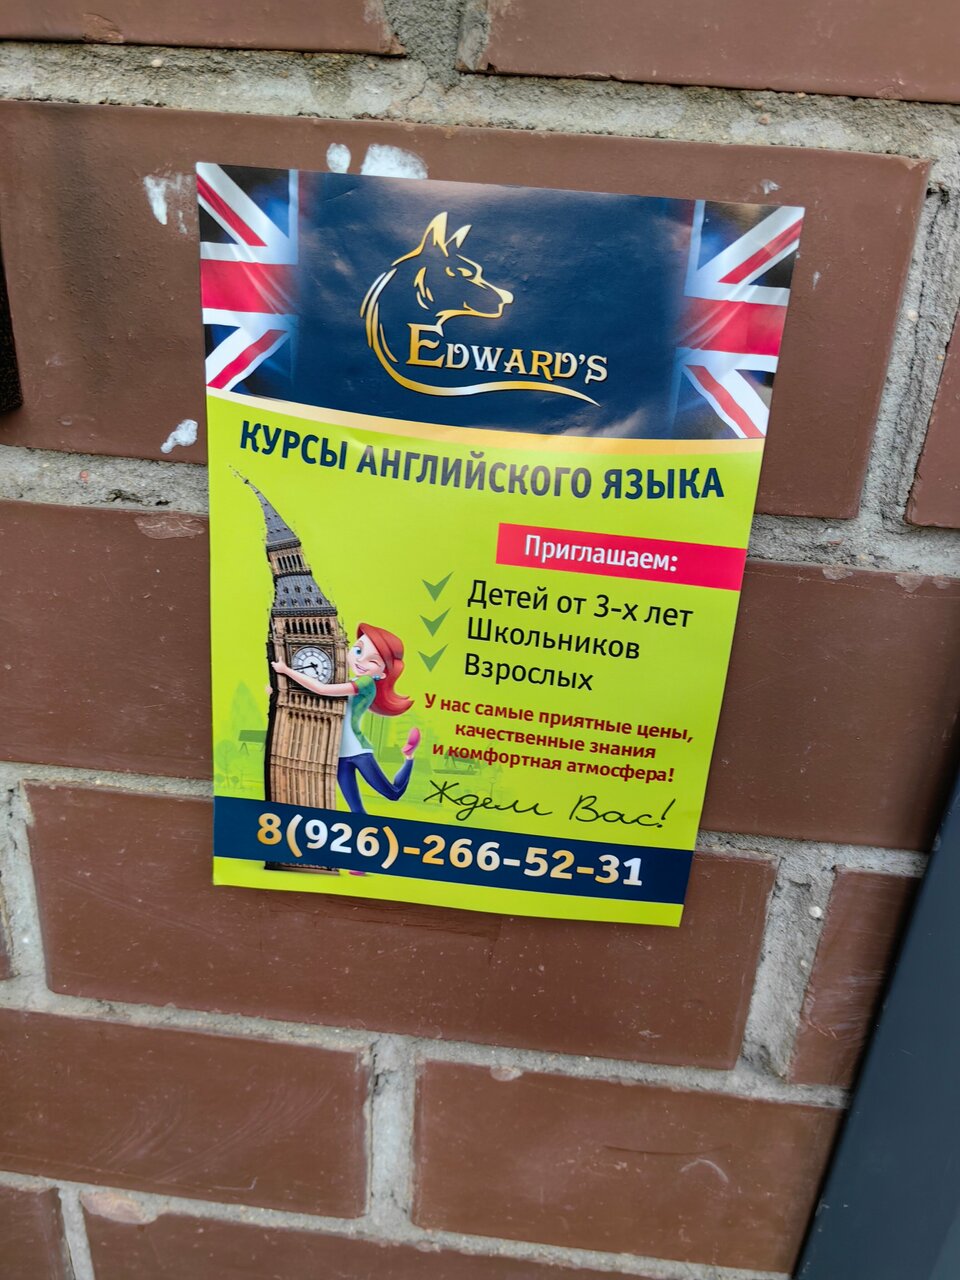 EDWARD'S
КУРСЫ АНГЛИЙСКОГО ЯЗЫКА
Приглашаем:
Детей от 3-х лет
Школьников
Взрослых
У нас самые приятные цены,
качественные знания
и комфортная атмосфера!
Ждем Вас!
8(926)-266-52-31